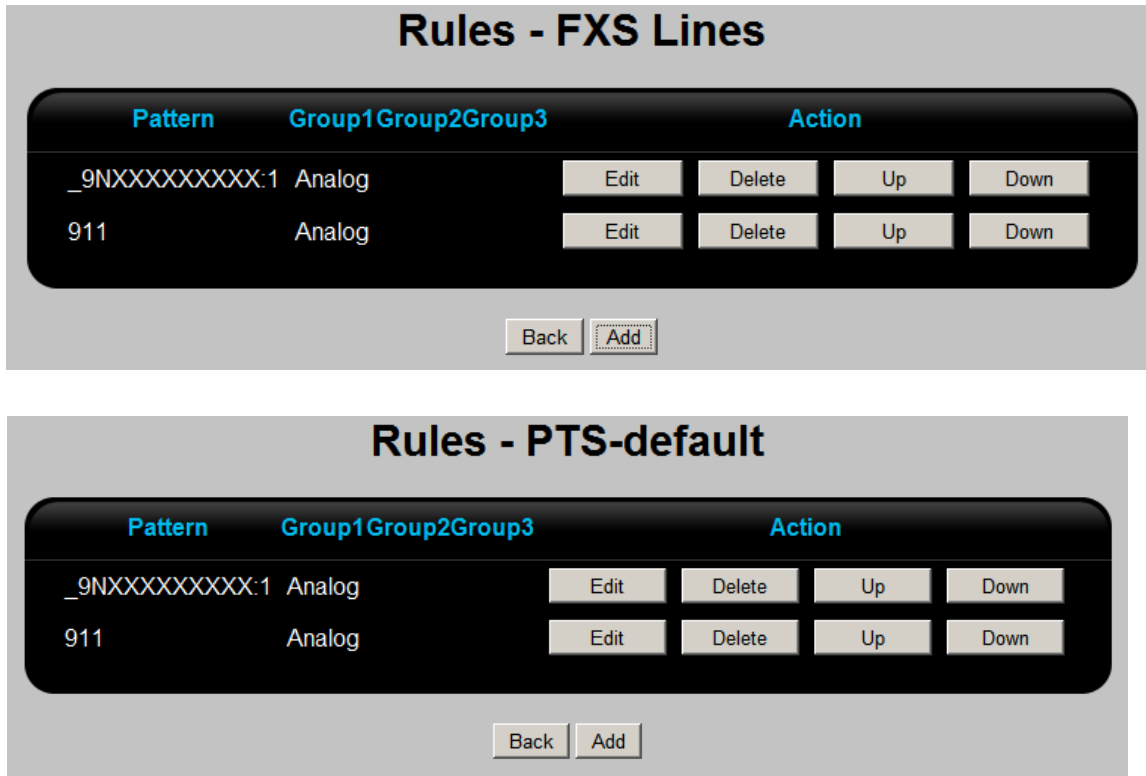 Rules - FXS Lines
Pattern Group1Group2Group3 Action
_9NXXXXXXXXX:1 Analog Edit Delete Up Down
911 Analog Edit Delete Up Down
Back Add
Rules - PTS-default
Pattern Group1Group2Group3 Action
_9NXXXXXXXXX:1 Analog Edit Delete Up Down
911 Analog Edit Delete Up Down
Back Add